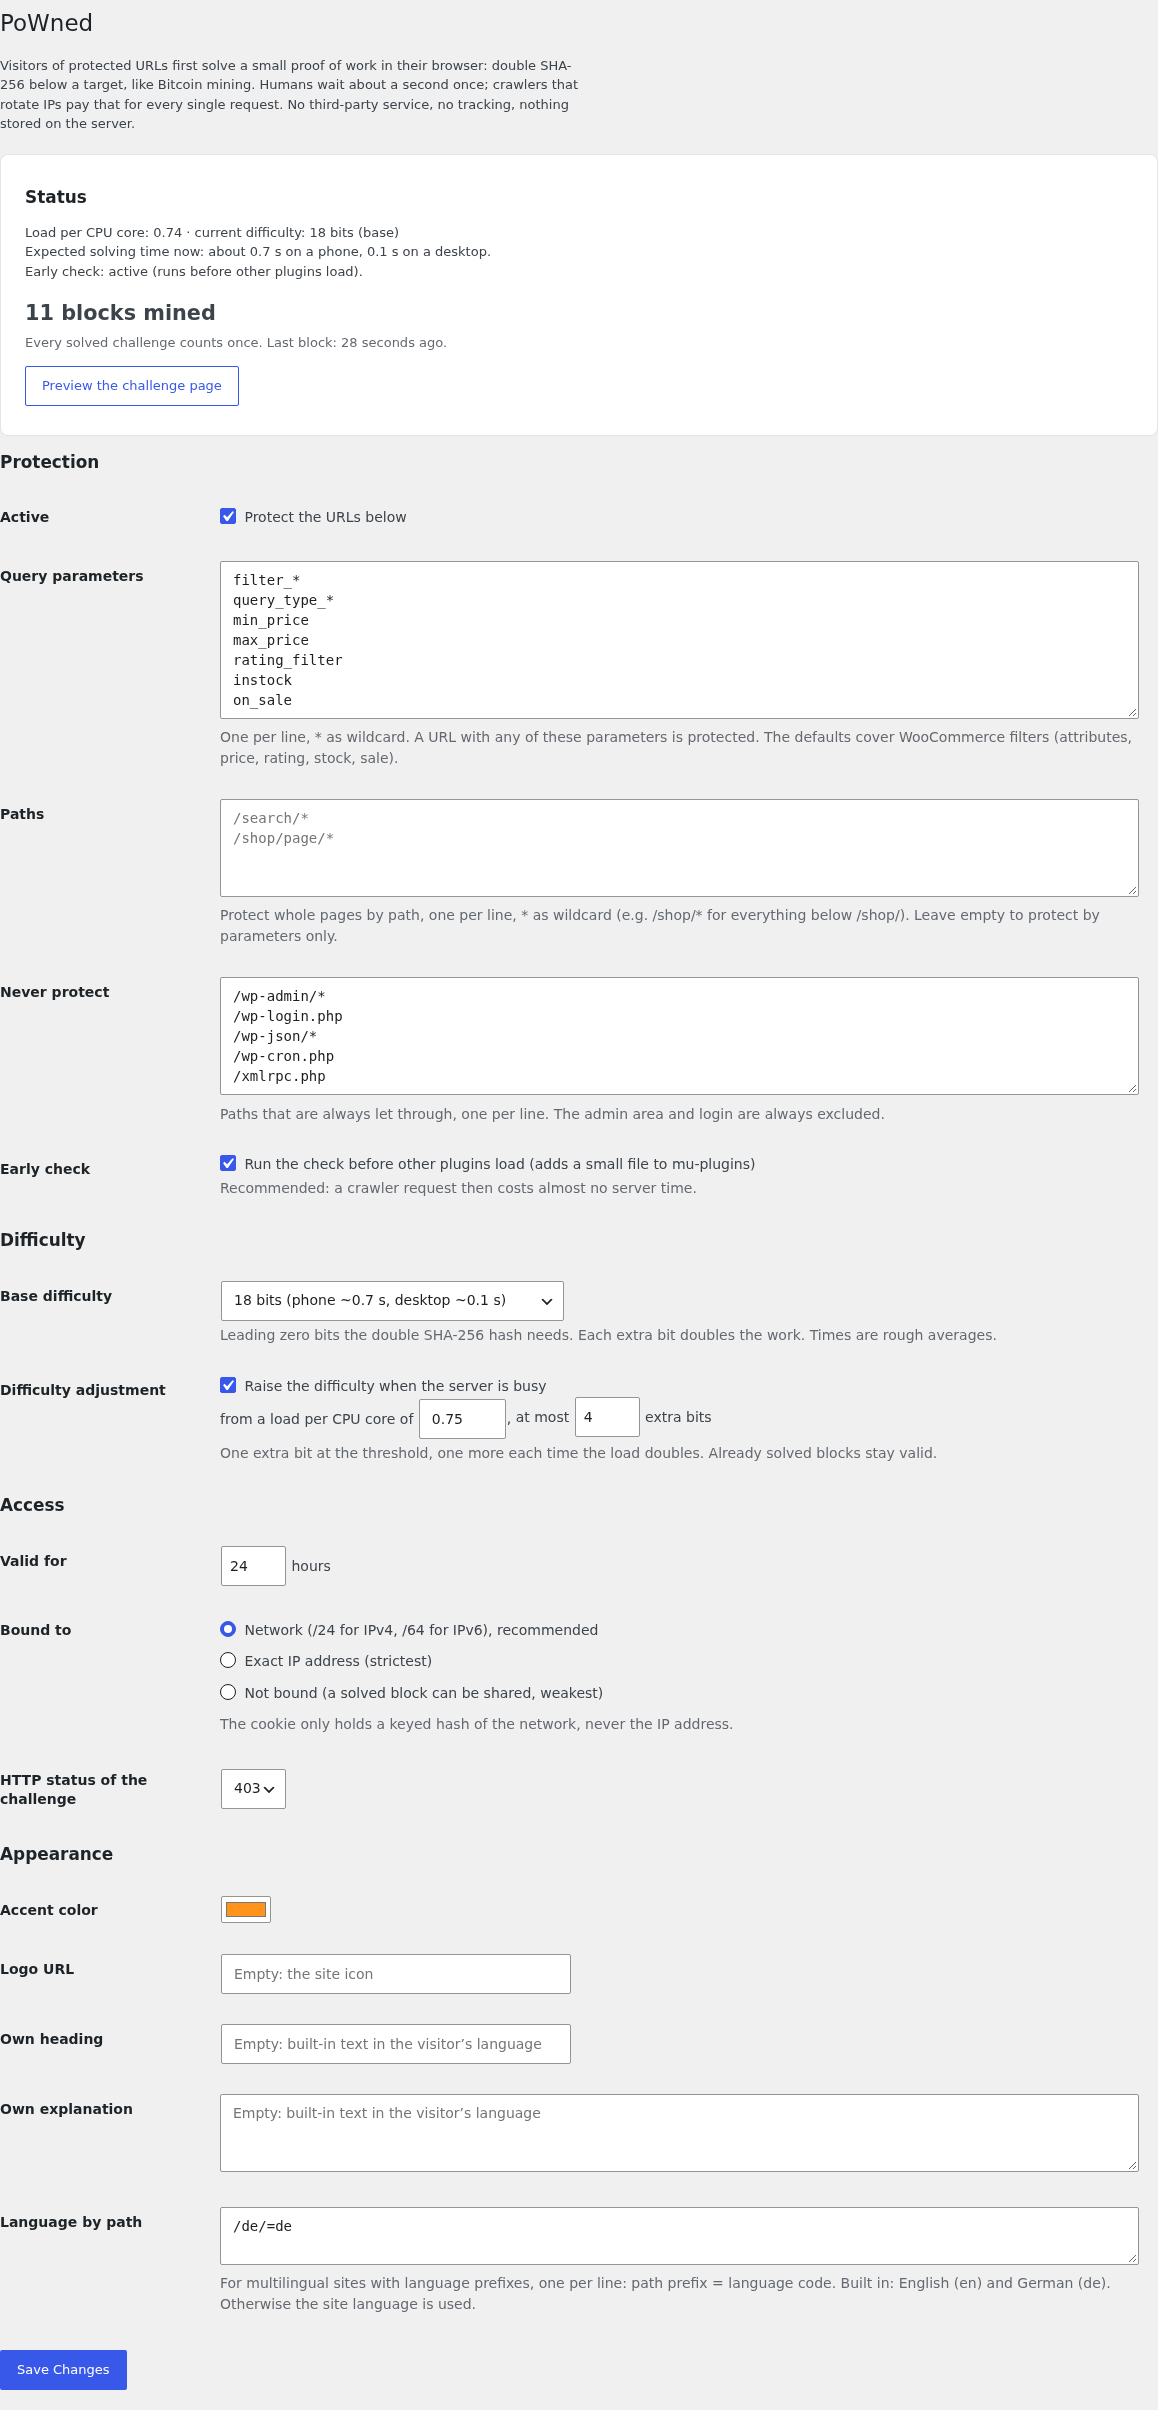 PoWned
Visitors of protected URLs first solve a small proof of work in their browser: double SHA-
256 below a target, like Bitcoin mining. Humans wait about a second once; crawlers that
rotate IPs pay that for every single request. No third-party service, no tracking, nothing
stored on the server.
Status
Load per CPU core: 0.74 · current difficulty: 18 bits (base)
Expected solving time now: about 0.7 s on a phone, 0.1 s on a desktop.
Early check: active (runs before other plugins load).
11 blocks mined
Every solved challenge counts once. Last block: 28 seconds ago.
Preview the challenge page
Protection
Active
Protect the URLs below
Query parameters
filter_*
query_type_*
min_price
max_price
rating_filter
instock
on_sale
One per line, * as wildcard. A URL with any of these parameters is protected. The defaults cover WooCommerce filters (attributes,
price, rating, stock, sale).
Paths
/search/*
/shop/page/*
Protect whole pages by path, one per line, * as wildcard (e.g. /shop/* for everything below /shop/). Leave empty to protect by
parameters only.
Never protect
/wp-admin/*
/wp-login.php
/wp-json/*
/wp-cron.php
/xmlrpc.php
Paths that are always let through, one per line. The admin area and login are always excluded.
Early check
Run the check before other plugins load (adds a small file to mu-plugins)
Recommended: a crawler request then costs almost no server time.
Difficulty
Base difficulty
18 bits (phone ~0.7 s, desktop ~0.1 s)
Leading zero bits the double SHA-256 hash needs. Each extra bit doubles the work. Times are rough averages.
Difficulty adjustment
Raise the difficulty when the server is busy
from a load per CPU core of 0.75, at most 4 extra bits
One extra bit at the threshold, one more each time the load doubles. Already solved blocks stay valid.
Access
Valid for
24 hours
Bound to
Network (/24 for IPv4, /64 for IPv6), recommended
Exact IP address (strictest)
Not bound (a solved block can be shared, weakest)
The cookie only holds a keyed hash of the network, never the IP address.
HTTP status of the
challenge
403
Appearance
Accent color
Logo URL
Empty: the site icon
Own heading
Empty: built-in text in the visitor’s language
Own explanation
Empty: built-in text in the visitor’s language
Language by path
/de/=de
For multilingual sites with language prefixes, one per line: path prefix = language code. Built in: English (en) and German (de).
Otherwise the site language is used.
Save Changes